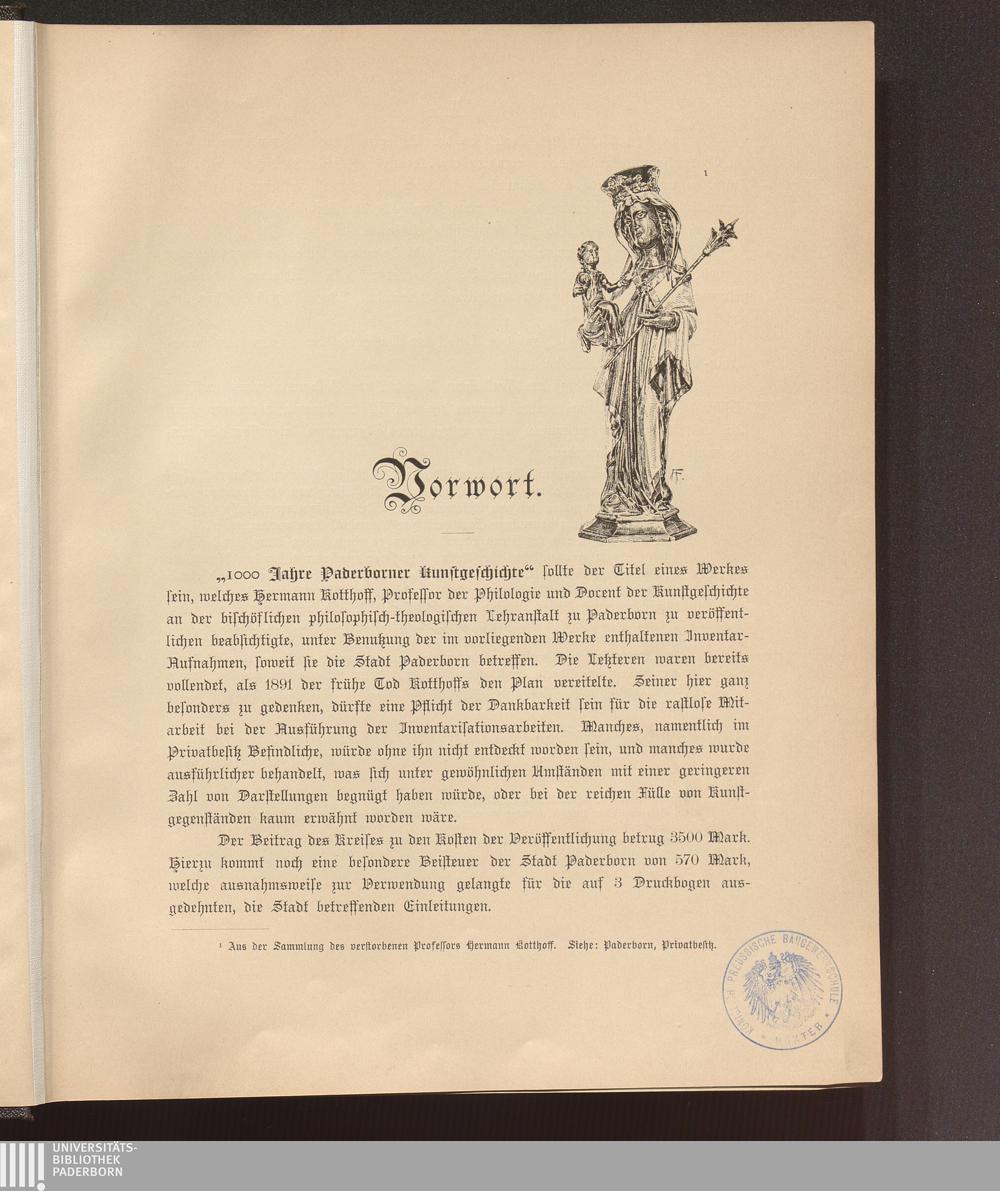 1
Vorwort.
„1000 Jahre Paderborner Kunstgeschichte“ sollte der Titel eines Werkes
sein, welches Hermann Kotthoff, Professor der Philologie und Docent der Kunstgeschichte
an der bischöflichen philosophisch-theologischen Lehranstalt zu Paderborn zu veröffent-
lichen beabsichtigte, unter Benutzung der im vorliegenden Werke enthaltenen Inventar-
Aufnahmen, soweit sie die Stadt Paderborn betreffen. Die Letzteren waren bereits
vollendet, als 1891 der frühe Tod Kotthoffs den Plan vereitelte. Seiner hier ganz
besonders zu gedenken, dürfte eine Pflicht der Dankbarkeit sein für die rastlose Mit-
arbeit bei der Ausführung der Inventarisationsarbeiten. Manches, namentlich im
Privatbesitz Befindliche, würde ohne ihn nicht entdeckt worden sein, und manches wurde
ausführlicher behandelt, was sich unter gewöhnlichen Umständen mit einer geringeren
Zahl von Darstellungen begnügt haben würde, oder bei der reichen Fülle von Kunst-
gegenständen kaum erwähnt worden wäre.
Der Beitrag des Kreises zu den Kosten der Veröffentlichung betrug 3500 Mark.
Hierzu kommt noch eine besondere Beisteuer der Stadt Paderborn von 570 Mark,
welche ausnahmsweise zur Verwendung gelangte für die auf 3 Druckbogen aus-
gedehnten, die Stadt betreffenden Einleitungen.
1 Aus der Sammlung des verstorbenen Professors Hermann Kotthoff. Siehe: Paderborn, Privatbesitz.
PREUSSISCHE BAUGEWERKSCHULE
HÖXTER
UNIVERSITÄTS-
BIBLIOTHEK
PADERBORN